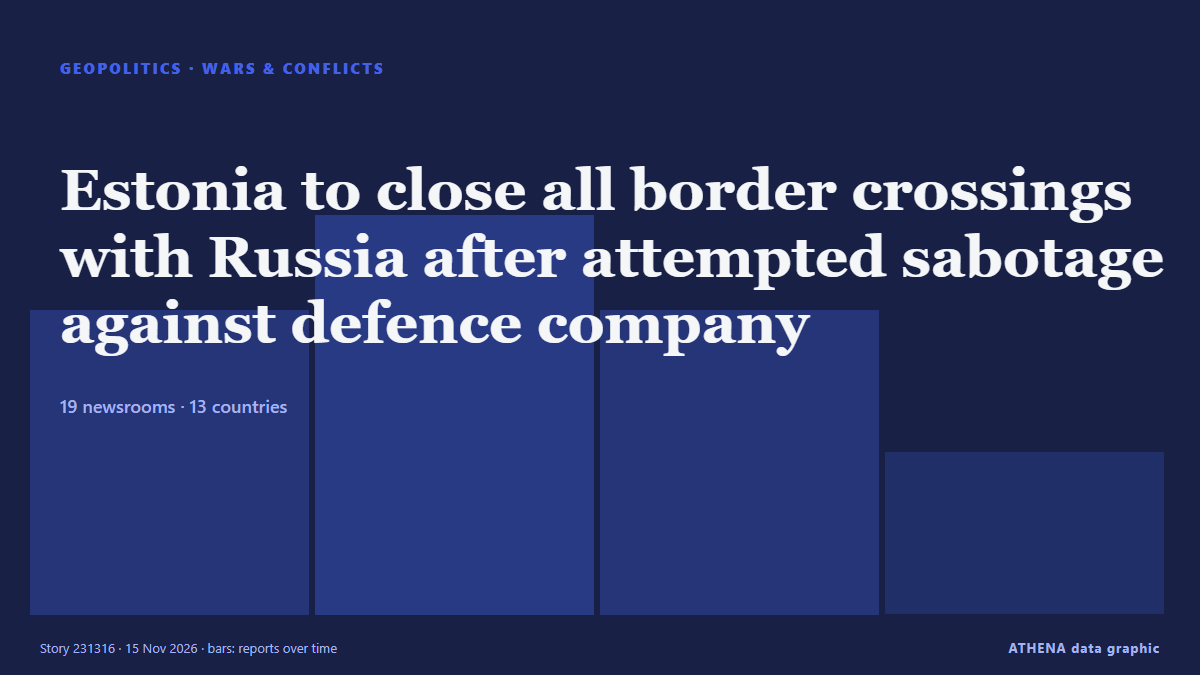 GEOPOLITICS · WARS & CONFLICTS
Estonia to close all border crossings
with Russia after attempted sabotage
against defence company
19 newsrooms · 13 countries
Story 231316 · 15 Nov 2026 · bars: reports over time
ATHENA data graphic